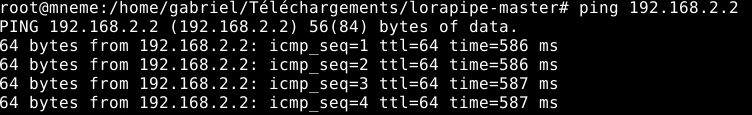 root@mneme:/home/gabriel/Téléchargements/lorapipe-master# ping 192.168.2.2
PING 192.168.2.2 (192.168.2.2) 56(84) bytes of data.
64 bytes from 192.168.2.2: icmp_seq=1 ttl=64 time=586 ms
64 bytes from 192.168.2.2: icmp_seq=2 ttl=64 time=586 ms
64 bytes from 192.168.2.2: icmp_seq=3 ttl=64 time=587 ms
64 bytes from 192.168.2.2: icmp_seq=4 ttl=64 time=587 ms